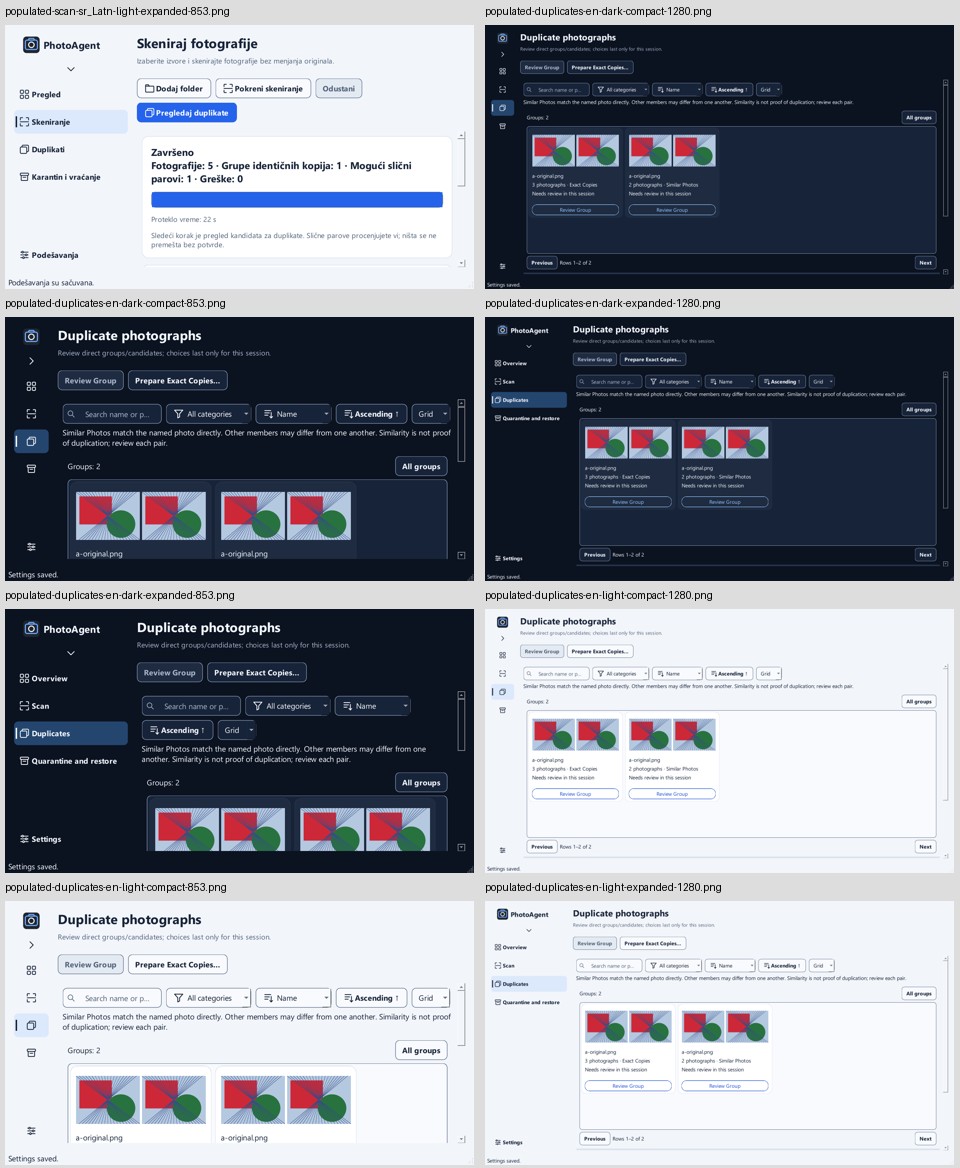 populated-scan-sr_Latn-light-expanded-853.png
PhotoAgent
Pregled
Skeniranje
Duplikati
Karantin i vraćanje
Podešavanja
Skeniraj fotografije
Izaberite izvore i skenirajte fotografije bez menjanja originala.
Dodaj folder
Pokreni skeniranje
Odustani
Pregledaj duplikate
Završeno
Fotografije: 5 · Grupe identičnih kopija: 1 · Mogući slični
parovi: 1 · Greške: 0
Proteklo vreme: 22 s
Sledeći korak je pregled kandidata za duplikate. Slične parove procenjujete vi; ništa se ne
premešta bez potvrde.
Podešavanja su sačuvana.
populated-duplicates-en-dark-compact-1280.png
Duplicate photographs
Review direct groups/candidates; choices last only for this session.
Review Group
Prepare Exact Copies...
Search name or p...
All categories
Name
Ascending ↑
Grid
Similar Photos match the named photo directly. Other members may differ from one another. Similarity is not proof of duplication; review each pair.
Groups: 2
All groups
a-original.png
3 photographs · Exact Copies
Needs review in this session
Review Group
a-original.png
2 photographs · Similar Photos
Needs review in this session
Review Group
Previous
Rows 1–2 of 2
Next
Settings saved.
populated-duplicates-en-dark-compact-853.png
Duplicate photographs
Review direct groups/candidates; choices last only for this session.
Review Group
Prepare Exact Copies...
Search name or p...
All categories
Name
Ascending ↑
Grid
Similar Photos match the named photo directly. Other members may differ from one another. Similarity is not proof
of duplication; review each pair.
Groups: 2
All groups
a-original.png
a-original.png
Settings saved.
populated-duplicates-en-dark-expanded-1280.png
PhotoAgent
Overview
Scan
Duplicates
Quarantine and restore
Settings
Duplicate photographs
Review direct groups/candidates; choices last only for this session.
Review Group
Prepare Exact Copies...
Search name or p...
All categories
Name
Ascending ↑
Grid
Similar Photos match the named photo directly. Other members may differ from one another. Similarity is not proof of duplication; review each pair.
Groups: 2
All groups
a-original.png
3 photographs · Exact Copies
Needs review in this session
Review Group
a-original.png
2 photographs · Similar Photos
Needs review in this session
Review Group
Previous
Rows 1–2 of 2
Next
Settings saved.
populated-duplicates-en-dark-expanded-853.png
PhotoAgent
Overview
Scan
Duplicates
Quarantine and restore
Settings
Duplicate photographs
Review direct groups/candidates; choices last only for this session.
Review Group
Prepare Exact Copies...
Search name or p...
All categories
Name
Ascending ↑
Grid
Similar Photos match the named photo directly. Other members may differ from one
another. Similarity is not proof of duplication; review each pair.
Groups: 2
All groups
Settings saved.
populated-duplicates-en-light-compact-1280.png
Duplicate photographs
Review direct groups/candidates; choices last only for this session.
Review Group
Prepare Exact Copies...
Search name or p...
All categories
Name
Ascending ↑
Grid
Similar Photos match the named photo directly. Other members may differ from one another. Similarity is not proof of duplication; review each pair.
Groups: 2
All groups
a-original.png
3 photographs · Exact Copies
Needs review in this session
Review Group
a-original.png
2 photographs · Similar Photos
Needs review in this session
Review Group
Previous
Rows 1–2 of 2
Next
Settings saved.
populated-duplicates-en-light-compact-853.png
Duplicate photographs
Review direct groups/candidates; choices last only for this session.
Review Group
Prepare Exact Copies...
Search name or p...
All categories
Name
Ascending ↑
Grid
Similar Photos match the named photo directly. Other members may differ from one another. Similarity is not proof
of duplication; review each pair.
Groups: 2
All groups
a-original.png
a-original.png
Settings saved.
populated-duplicates-en-light-expanded-1280.png
PhotoAgent
Overview
Scan
Duplicates
Quarantine and restore
Settings
Duplicate photographs
Review direct groups/candidates; choices last only for this session.
Review Group
Prepare Exact Copies...
Search name or p...
All categories
Name
Ascending ↑
Grid
Similar Photos match the named photo directly. Other members may differ from one another. Similarity is not proof of duplication; review each pair.
Groups: 2
All groups
a-original.png
3 photographs · Exact Copies
Needs review in this session
Review Group
a-original.png
2 photographs · Similar Photos
Needs review in this session
Review Group
Previous
Rows 1–2 of 2
Next
Settings saved.